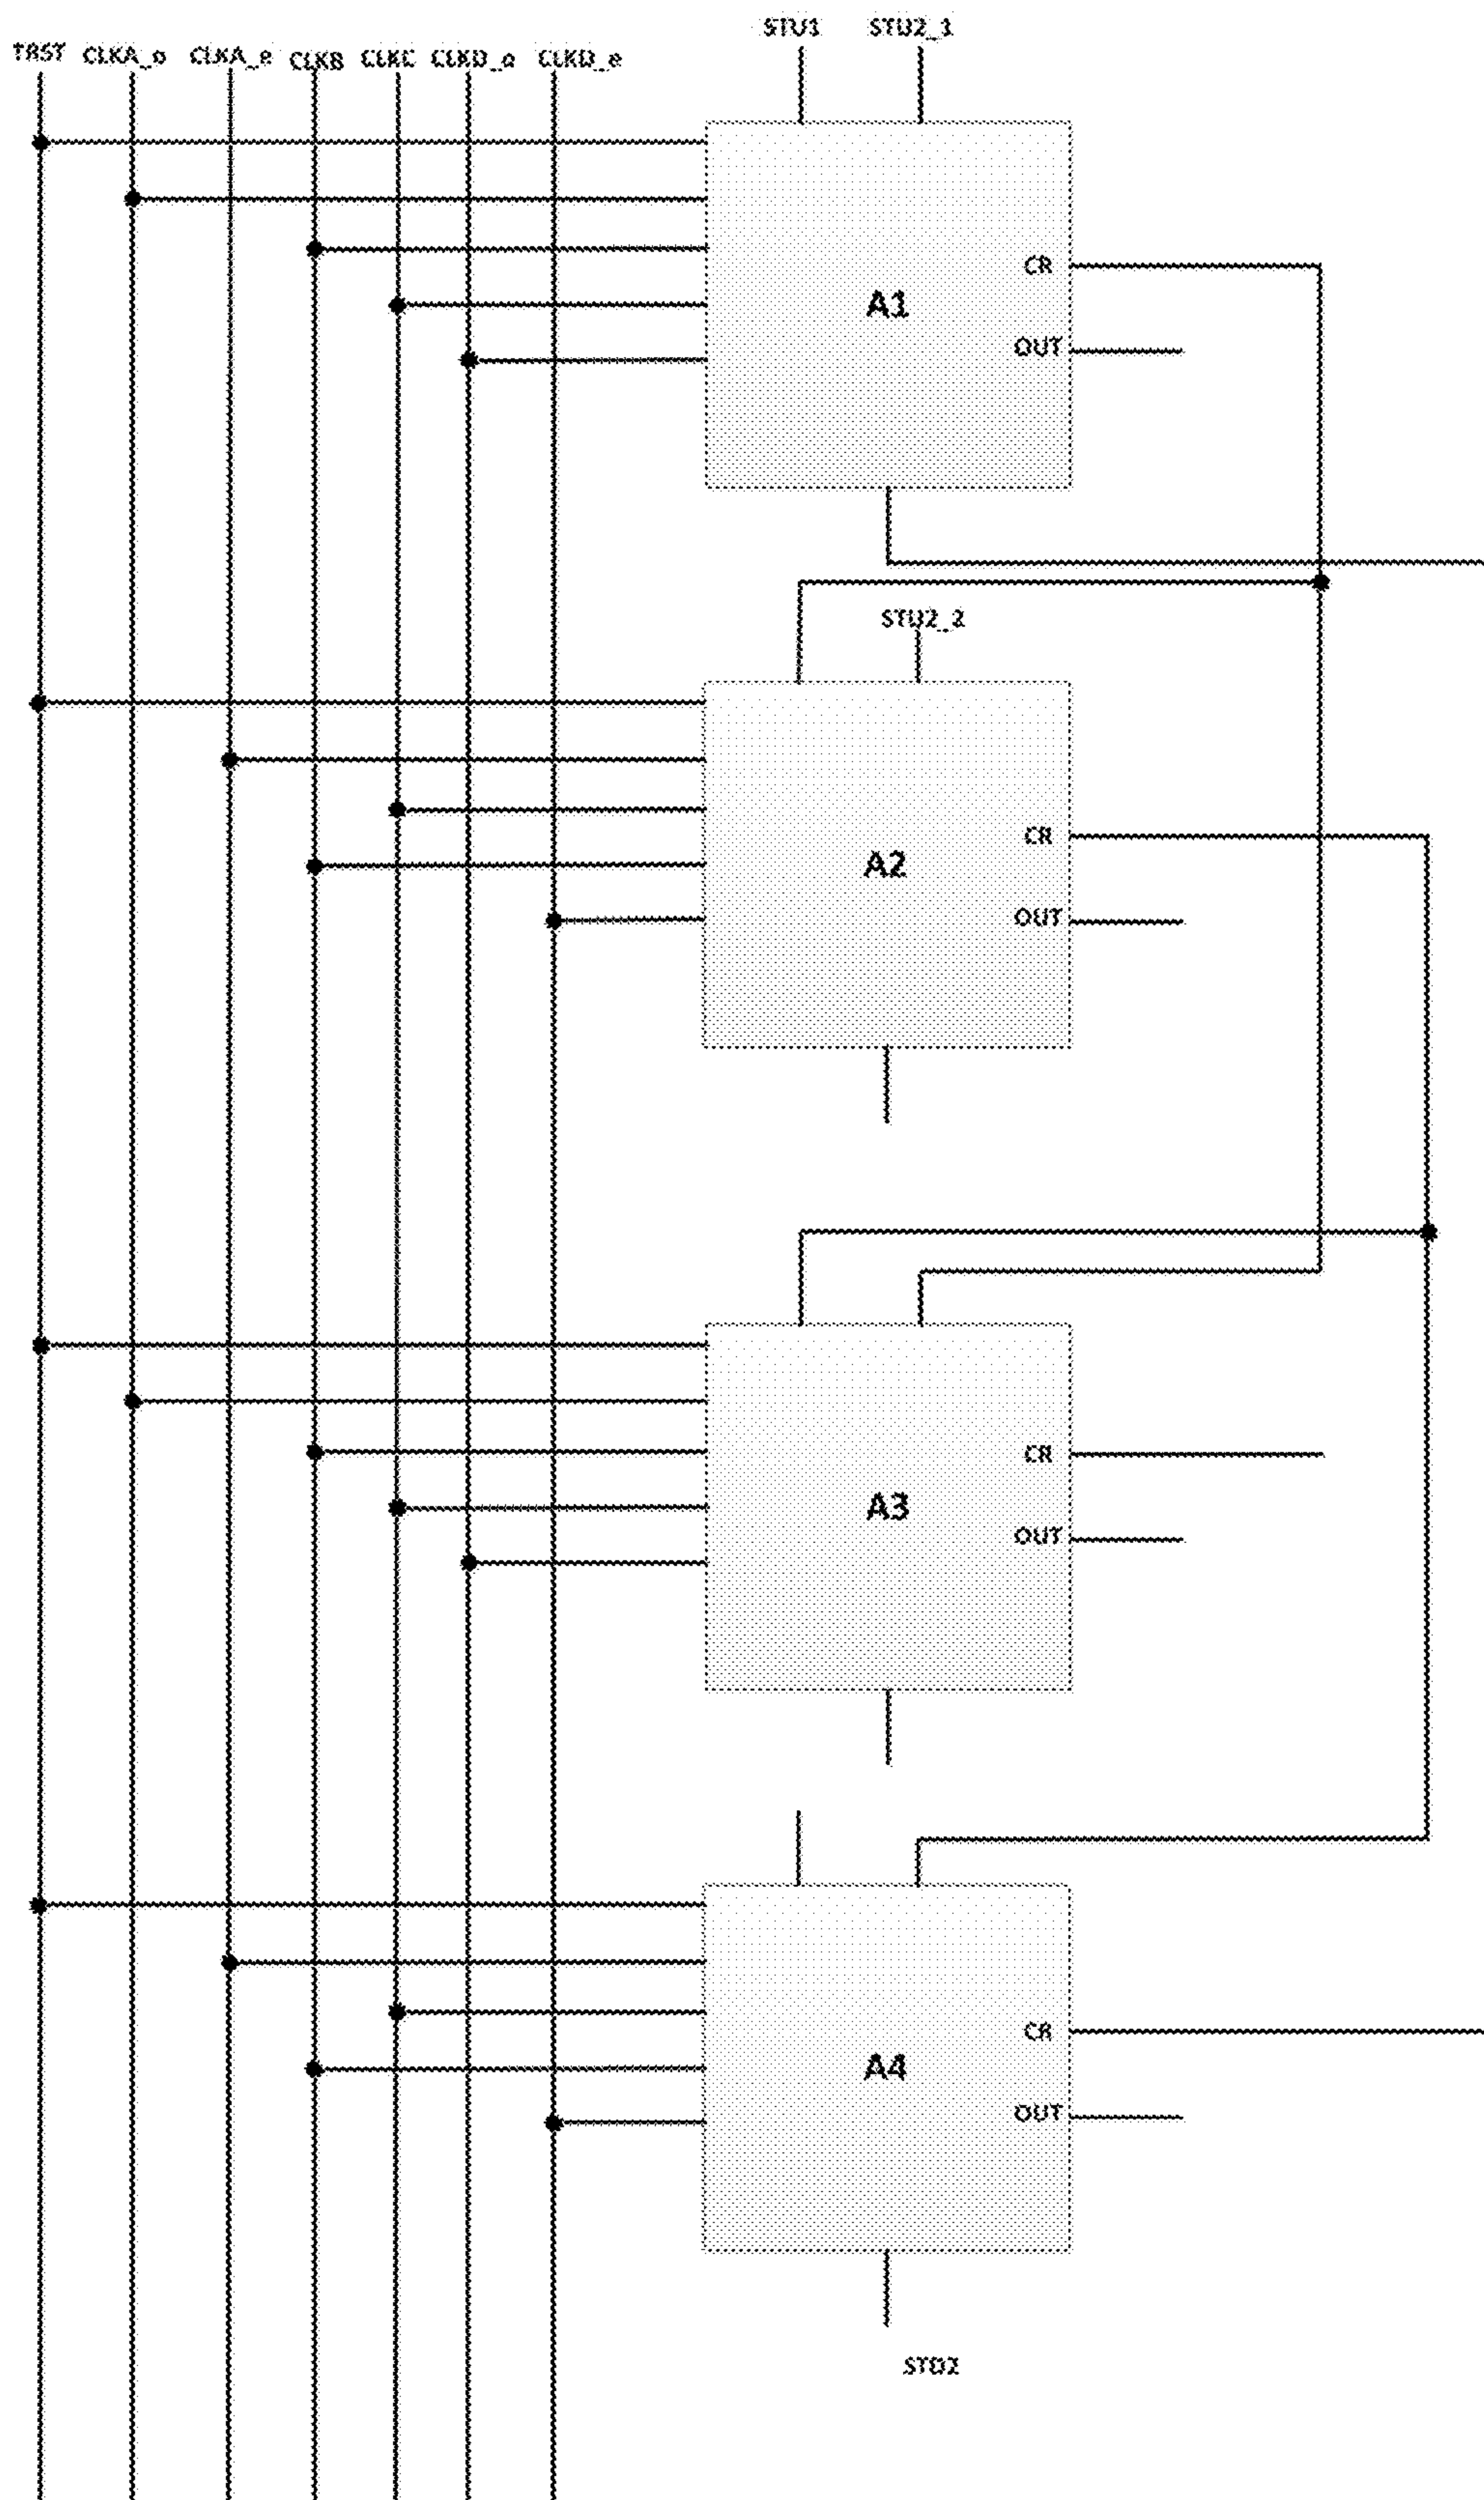 TRST CLKA_o CLKA_e CLKB CLKC CLKD_o CLKD_e
STU1 STU2_1
CR
A1
OUT
STU2_2
CR
A2
OUT
CR
A3
OUT
CR
A4
OUT
STD2